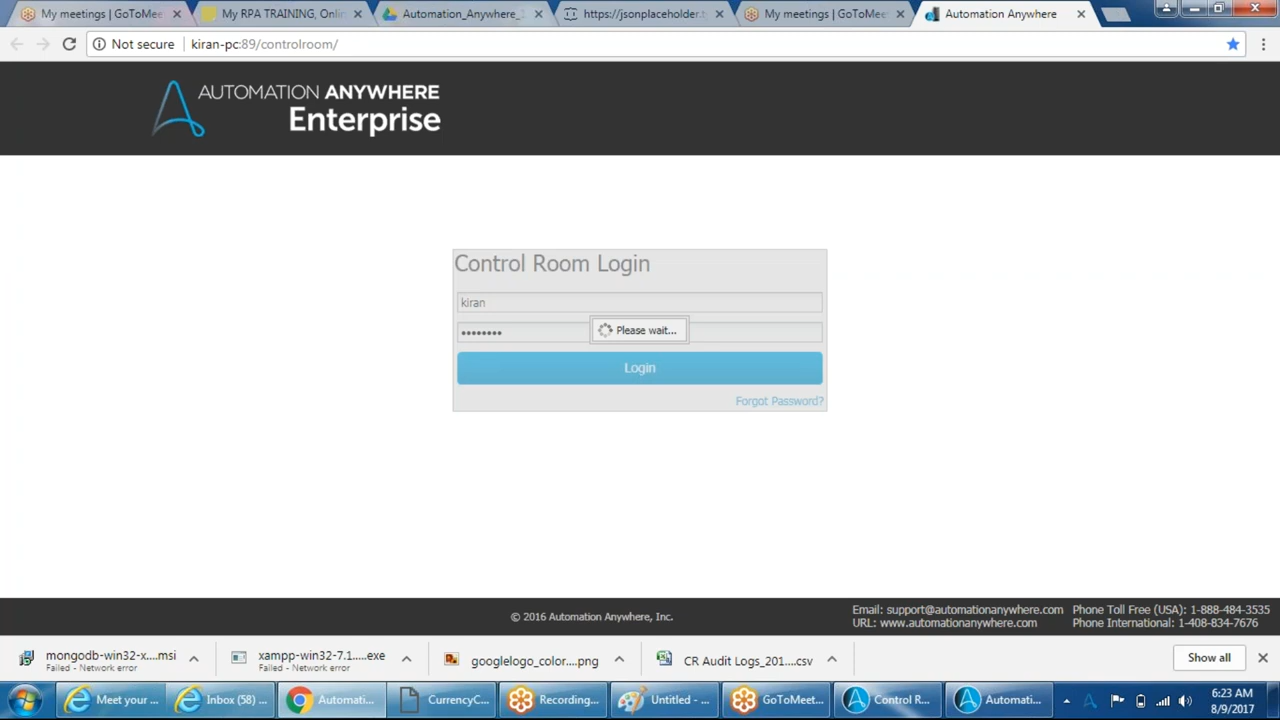 My meetings | GoToMee
My RPA TRAINING, Onli
Automation_Anywhere_
https://jsonplaceholder.t
My meetings | GoToMee
Automation Anywhere
Not secure
kiran-pc:89/controlroom/
AUTOMATION ANYWHERE
Enterprise
Control Room Login
kiran
••••••••
Please wait...
Login
Forgot Password?
© 2016 Automation Anywhere, Inc.
Email: support@automationanywhere.com
URL: www.automationanywhere.com
Phone Toll Free (USA): 1-888-484-3535
Phone International: 1-408-834-7676
mongodb-win32-x....msi
Failed - Network error
xampp-win32-7.1....exe
Failed - Network error
googlelogo_color....png
CR Audit Logs_201....csv
Show all
Meet your ...
Inbox (58) ...
Automati...
CurrencyC...
Recording...
Untitled - ...
GoToMeet...
Control R...
Automati...
6:23 AM
8/9/2017